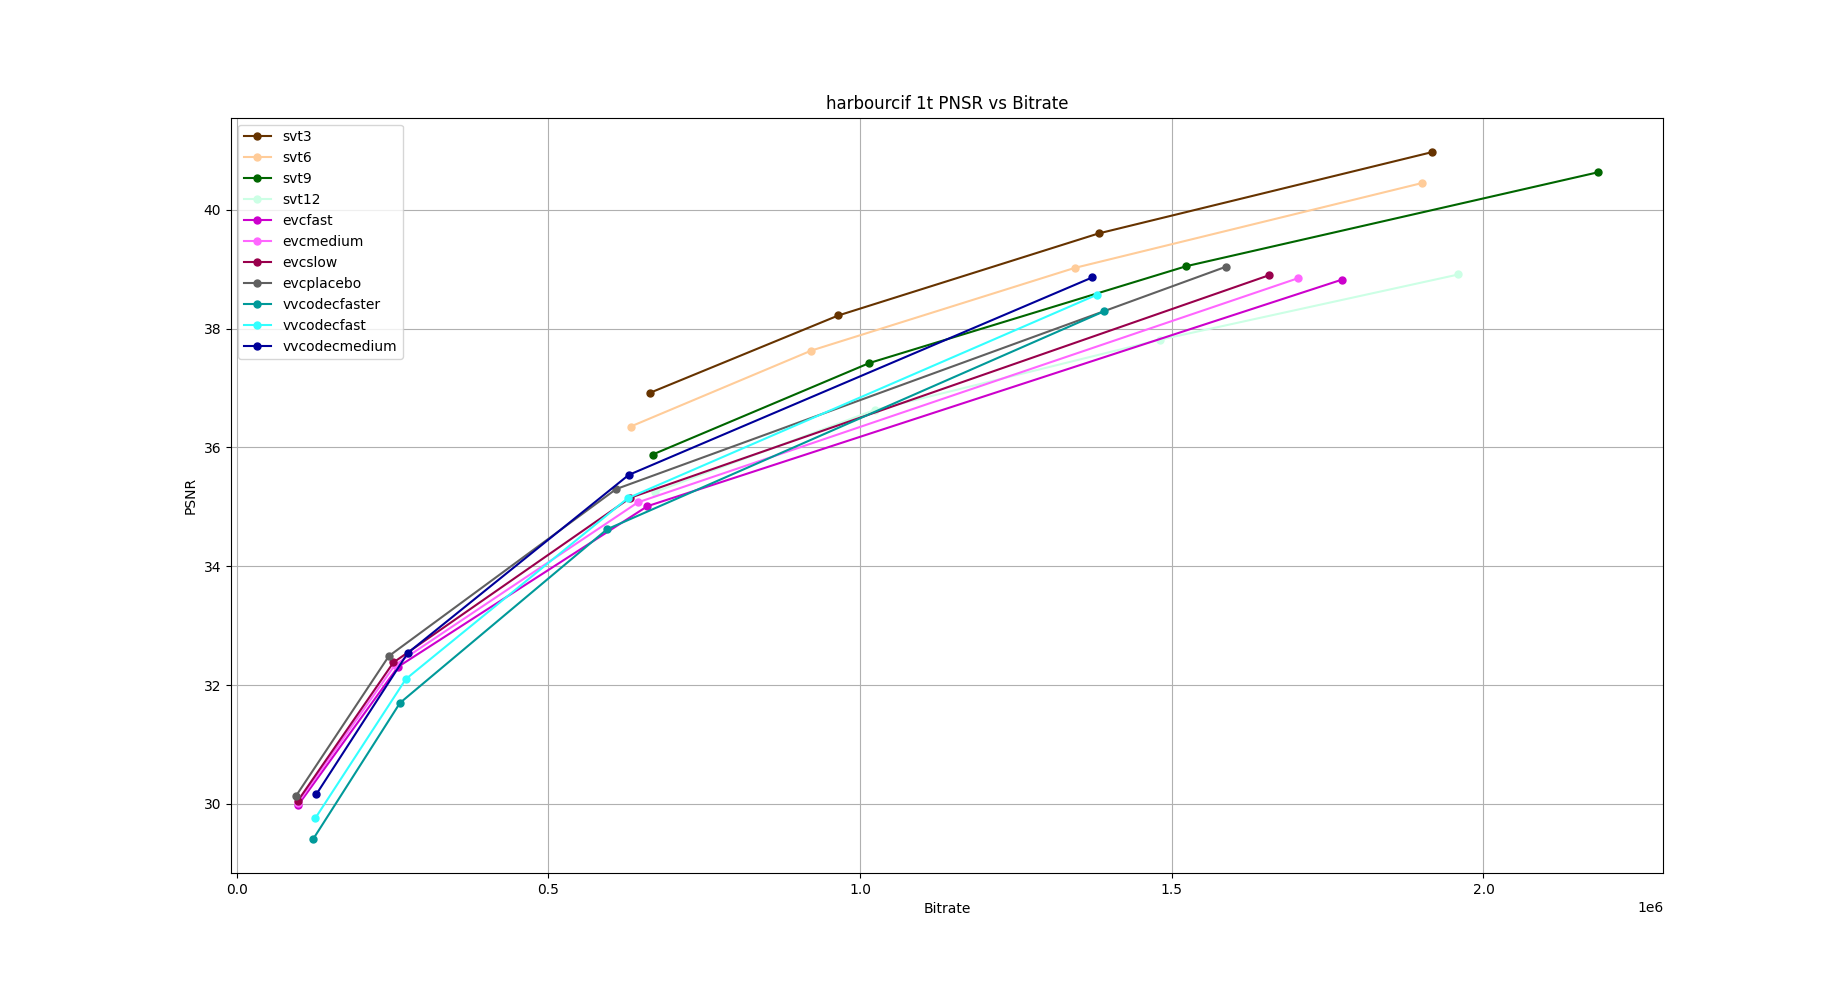 harbourcif 1t PNSR vs Bitrate
svt3
svt6
svt9
svt12
evcfast
evcmedium
evcslow
evcplacebo
vvcodecfaster
vvcodecfast
vvcodecmedium
PSNR
40
38
36
34
32
30
0.0 0.5 1.0 1.5 2.0
Bitrate
1e6